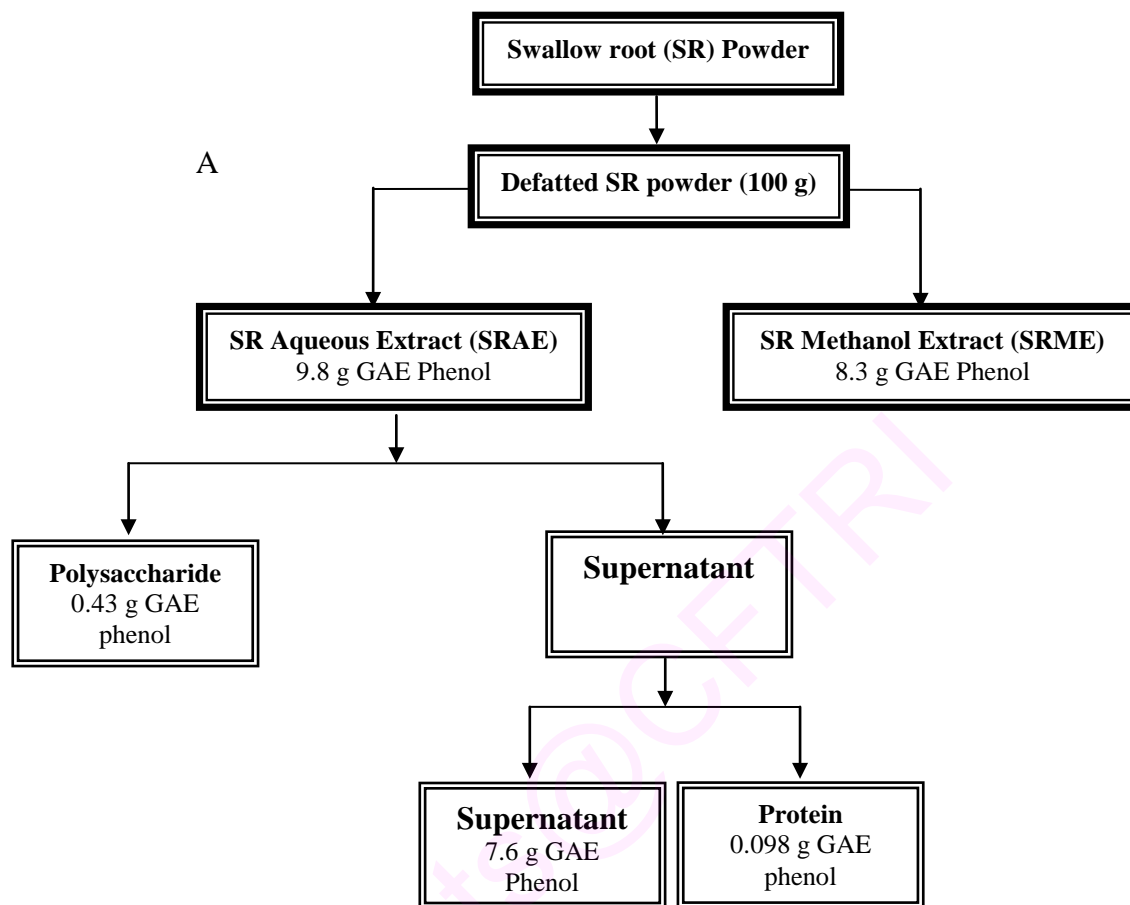 Swallow root (SR) Powder
A
Defatted SR powder (100 g)
SR Aqueous Extract (SRAE)
9.8 g GAE Phenol
SR Methanol Extract (SRME)
8.3 g GAE Phenol
Polysaccharide
0.43 g GAE
phenol
Supernatant
Supernatant
7.6 g GAE
Phenol
Protein
0.098 g GAE
phenol
ts@CFTRI